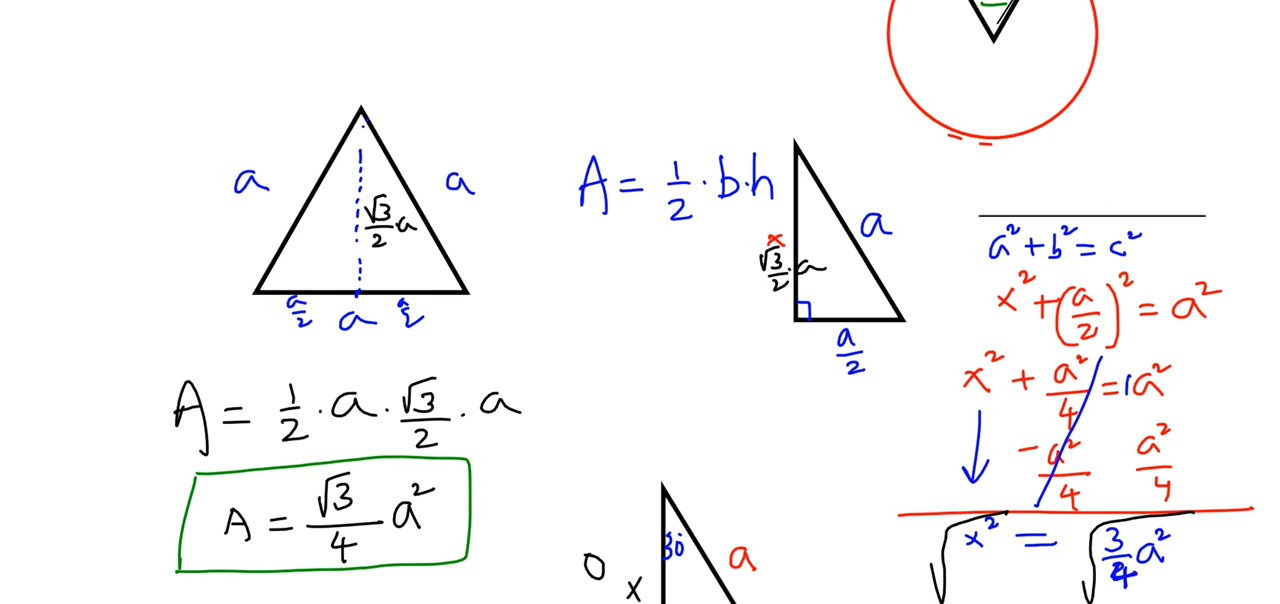 a
a
√3/2 a
a/2
a
a/2
A = 1/2 · a · √3/2 · a
A = √3/4 a²
A = 1/2 · b · h
x
√3/2 · a
a
a/2
30
a
x
a² + b² = c²
x² + (a/2)² = a²
x² + a²/4 = 1a²
- a²/4 a²/4
√x² = √3/4 a²